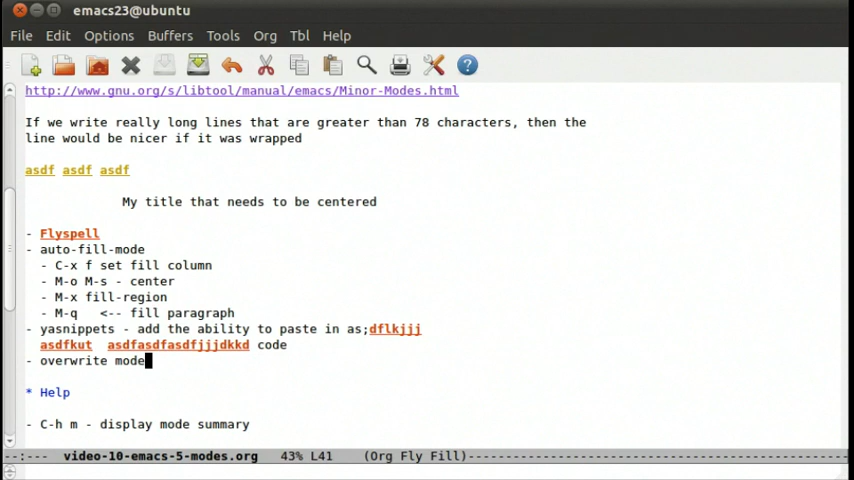 emacs23@ubuntu
File Edit Options Buffers Tools Org Tbl Help
http://www.gnu.org/s/libtool/manual/emacs/Minor-Modes.html
If we write really long lines that are greater than 78 characters, then the
line would be nicer if it was wrapped
asdf asdf asdf
My title that needs to be centered
- Flyspell
- auto-fill-mode
- C-x f set fill column
- M-o M-s - center
- M-x fill-region
- M-q <-- fill paragraph
- yasnippets - add the ability to paste in as;dflkjjj
asdfkut asdfasdfasdfjjjdkkd code
- overwrite mode
* Help
- C-h m - display mode summary
--:--- video-10-emacs-5-modes.org 43% L41 (Org Fly Fill)--------------------------------------------------